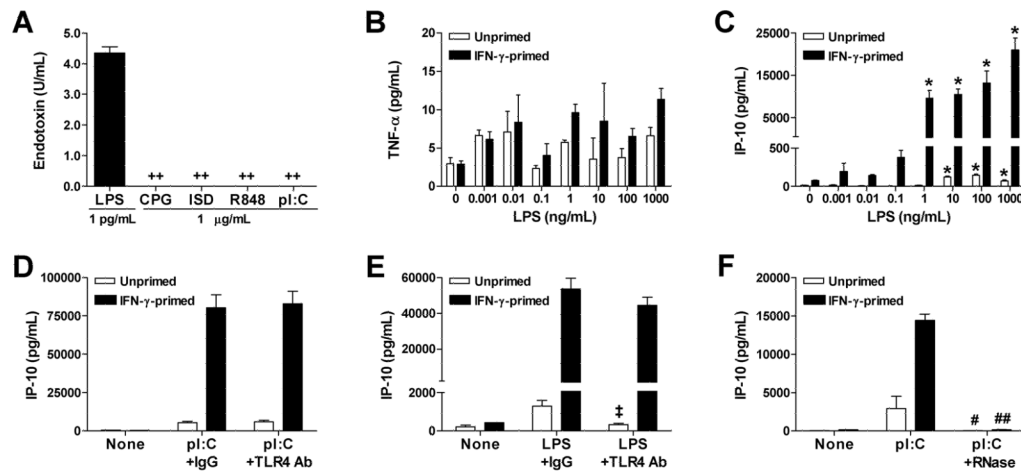 A
Endotoxin (U/mL)
5.0
4.0
3.0
2.0
1.0
0.0
++ ++ ++ ++
LPS CPG ISD R848 pI:C
1 pg/mL 1 μg/mL
B
Unprimed
IFN-γ-primed
TNF-α (pg/mL)
20
15
10
5
0
0 0.001 0.01 0.1 1 10 100 1000
LPS (ng/mL)
C
Unprimed
IFN-γ-primed
IP-10 (pg/mL)
25000
15000
5000
500
0
* * * *
* * *
0 0.001 0.01 0.1 1 10 100 1000
LPS (ng/mL)
D
Unprimed
IFN-γ-primed
IP-10 (pg/mL)
100000
75000
50000
25000
0
None pI:C pI:C
+IgG +TLR4 Ab
E
Unprimed
IFN-γ-primed
IP-10 (pg/mL)
60000
40000
20000
2000
0
‡
None LPS LPS
+IgG +TLR4 Ab
F
Unprimed
IFN-γ-primed
IP-10 (pg/mL)
20000
15000
10000
5000
0
# ##
None pI:C pI:C
+RNase